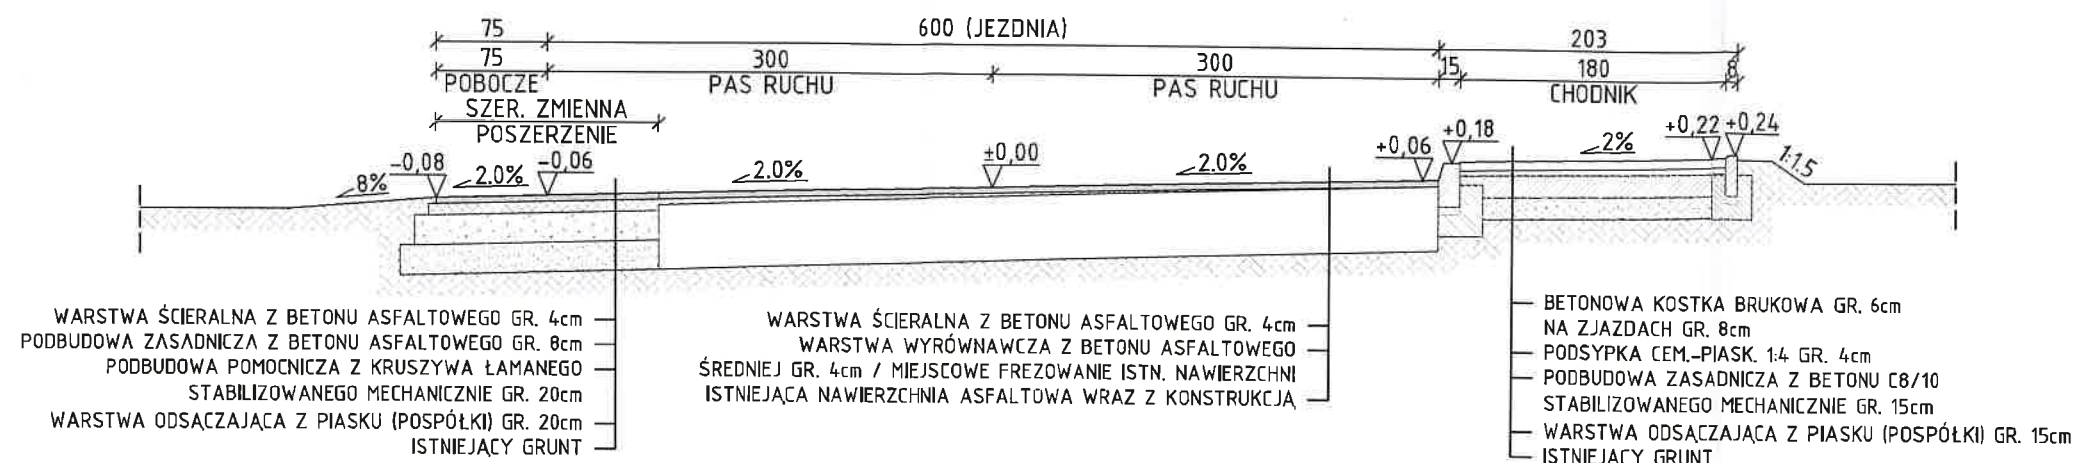 75
600 (JEZDNIA)
203
75
300
300
15
180
8
POBOCZE
PAS RUCHU
PAS RUCHU
CHODNIK
SZER. ZMIENNA
POSZERZENIE
8%
-0,08
2.0%
-0,06
2.0%
±0,00
2.0%
+0,06
+0,18
2%
+0,22
+0,24
1:1.5
WARSTWA ŚCIERALNA Z BETONU ASFALTOWEGO GR. 4cm
PODBUDOWA ZASADNICZA Z BETONU ASFALTOWEGO GR. 8cm
PODBUDOWA POMOCNICZA Z KRUSZYWA ŁAMANEGO
STABILIZOWANEGO MECHANICZNIE GR. 20cm
WARSTWA ODSĄCZAJĄCA Z PIASKU (POSPÓŁKI) GR. 20cm
ISTNIEJĄCY GRUNT
WARSTWA ŚCIERALNA Z BETONU ASFALTOWEGO GR. 4cm
WARSTWA WYRÓWNAWCZA Z BETONU ASFALTOWEGO
ŚREDNIEJ GR. 4cm / MIEJSCOWE FREZOWANIE ISTN. NAWIERZCHNI
ISTNIEJĄCA NAWIERZCHNIA ASFALTOWA WRAZ Z KONSTRUKCJĄ
BETONOWA KOSTKA BRUKOWA GR. 6cm
NA ZJAZDACH GR. 8cm
PODSYPKA CEM.-PIASK. 1:4 GR. 4cm
PODBUDOWA ZASADNICZA Z BETONU C8/10
STABILIZOWANEGO MECHANICZNIE GR. 15cm
WARSTWA ODSĄCZAJĄCA Z PIASKU (POSPÓŁKI) GR. 15cm
ISTNIEJĄCY GRUNT